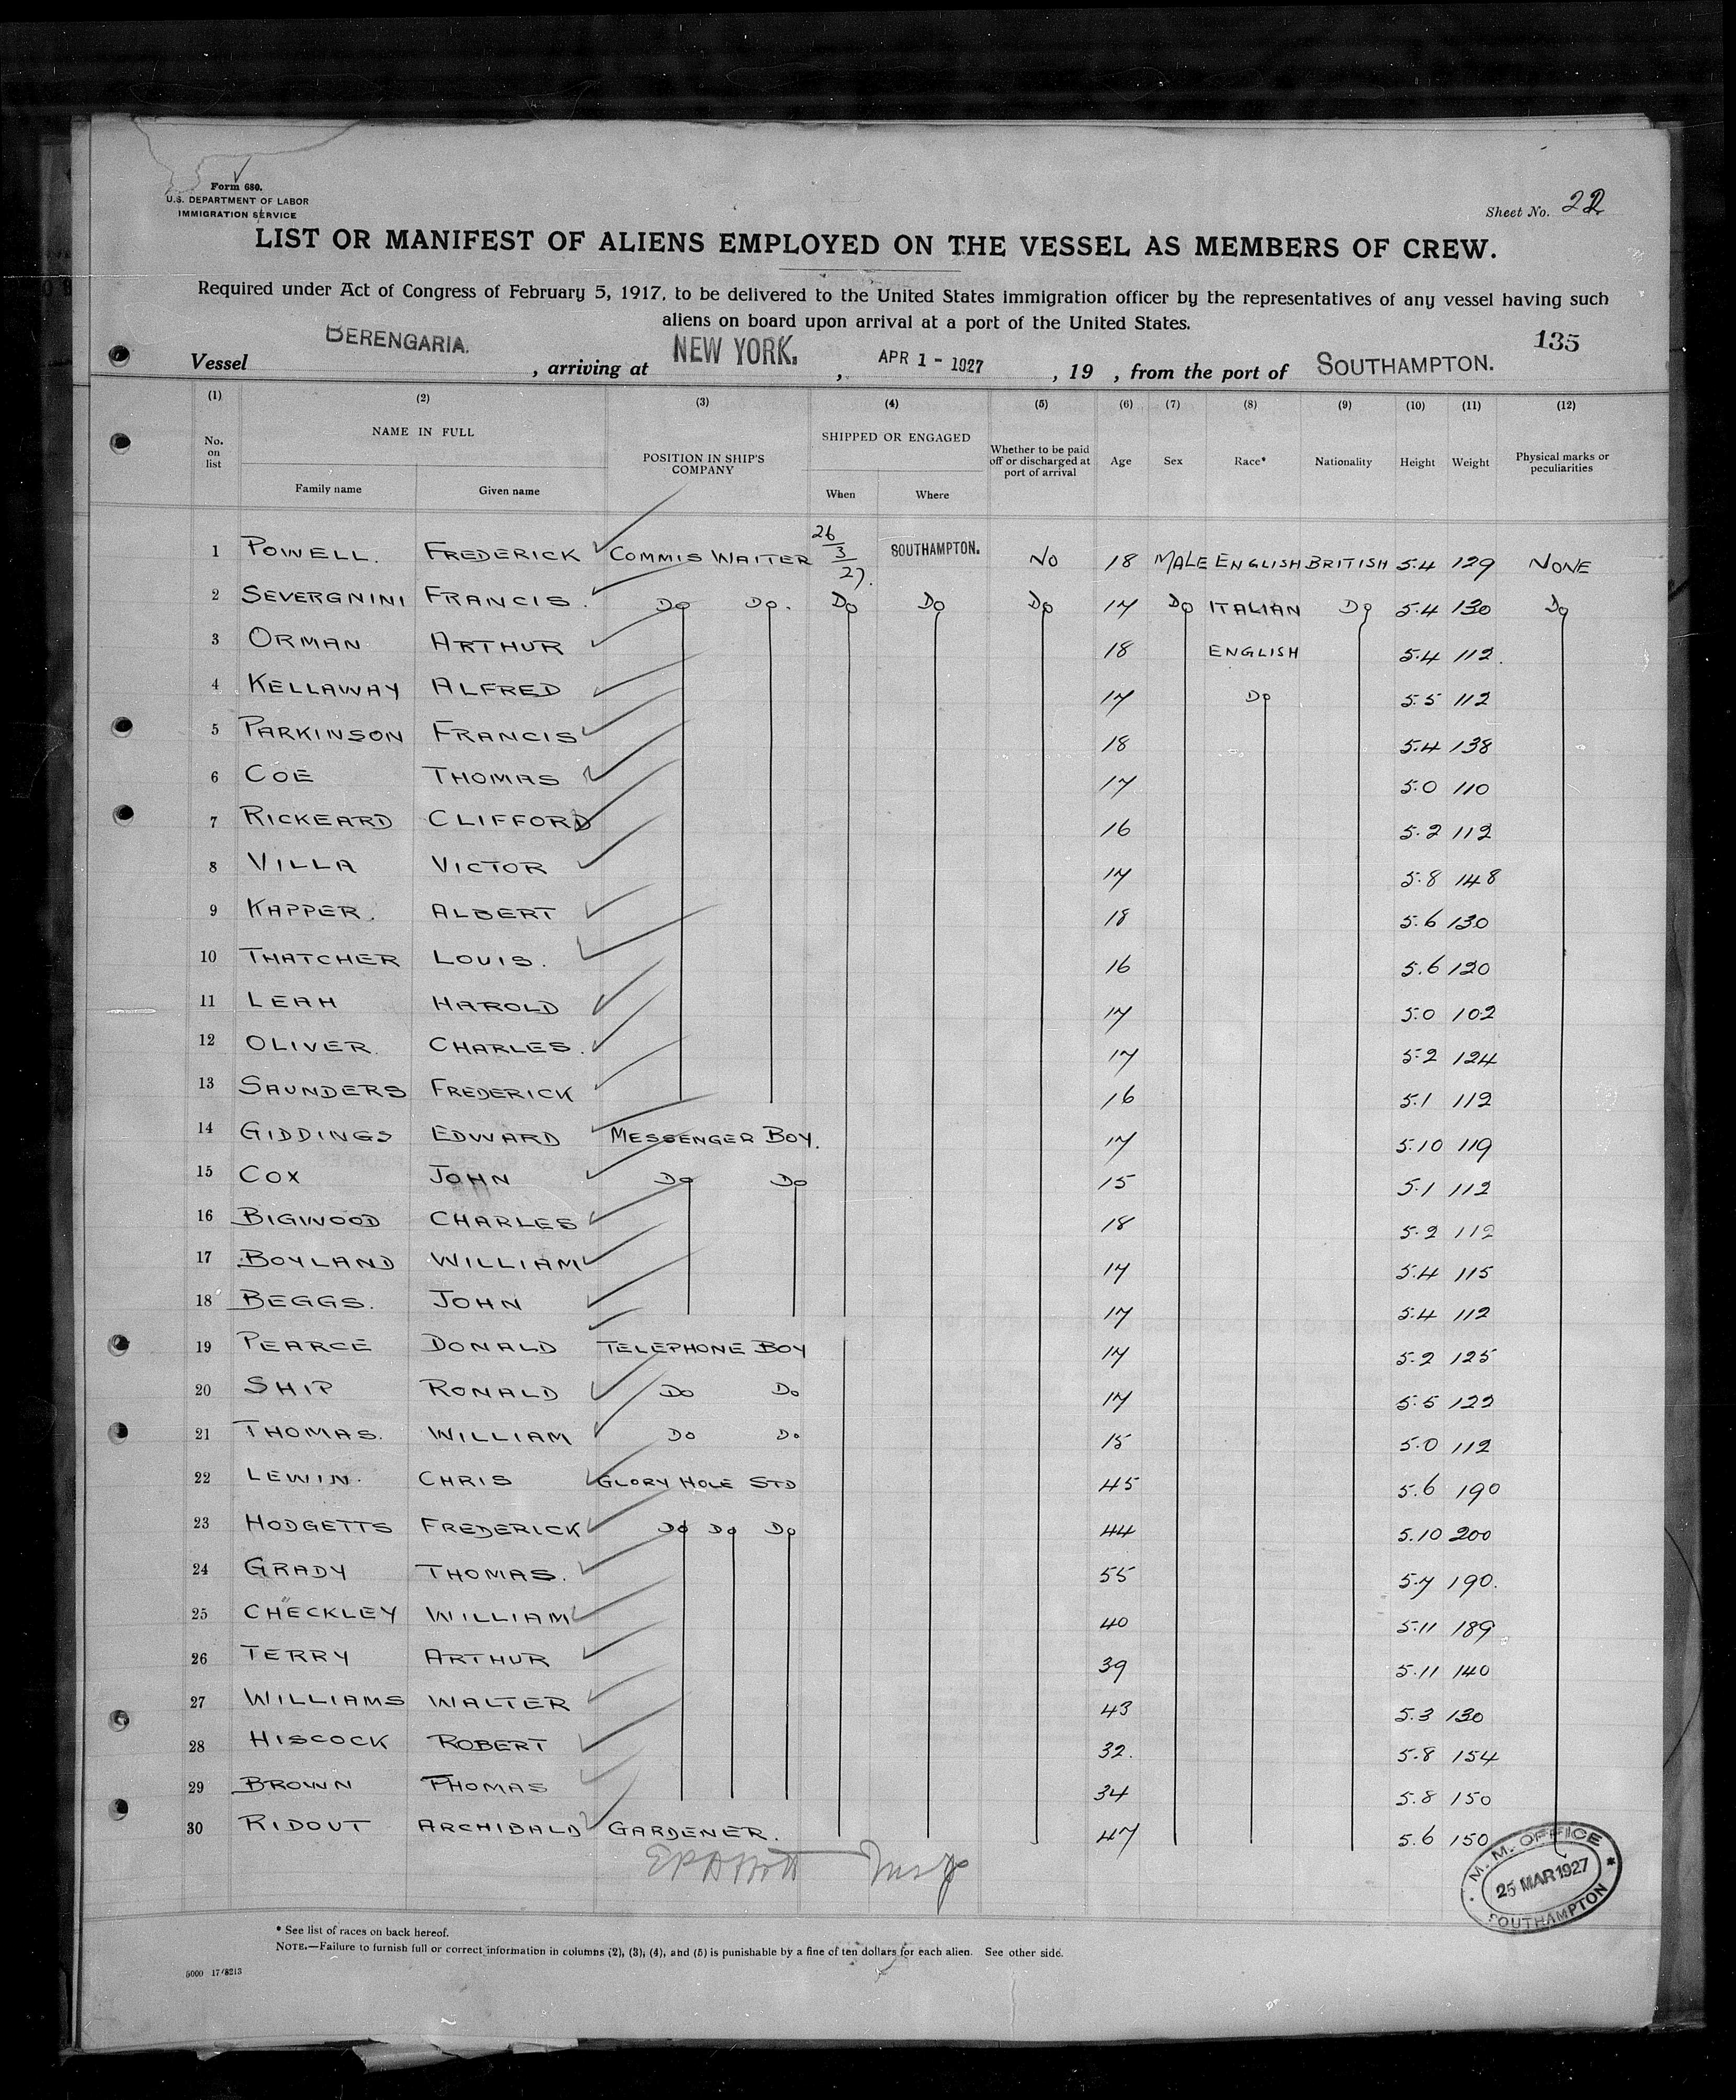 Form 680.
U.S. DEPARTMENT OF LABOR
IMMIGRATION SERVICE
Sheet No. 22
LIST OR MANIFEST OF ALIENS EMPLOYED ON THE VESSEL AS MEMBERS OF CREW.
Required under Act of Congress of February 5, 1917, to be delivered to the United States immigration officer by the representatives of any vessel having such
aliens on board upon arrival at a port of the United States.
135
Vessel BERENGARIA. , arriving at NEW YORK. , APR 1 - 1927 , 19 , from the port of SOUTHAMPTON.
(1) (2) (3) (4) (5) (6) (7) (8) (9) (10) (11) (12)
No. on list NAME IN FULL Family name Given name POSITION IN SHIP'S COMPANY SHIPPED OR ENGAGED When Where Whether to be paid off or discharged at port of arrival Age Sex Race* Nationality Height Weight Physical marks or peculiarities
1 POWELL. FREDERICK COMMIS WAITER 26/3/27. SOUTHAMPTON. NO 18 MALE ENGLISH BRITISH 5.4 129 NONE
2 SEVERGNINI FRANCIS. DO DO. DO DO DO 17 DO ITALIAN DO 5.4 130 DO
3 ORMAN ARTHUR 18 ENGLISH 5.4 112.
4 KELLAWAY ALFRED 17 DO 5.5 112
5 PARKINSON FRANCIS 18 5.4 138
6 COE THOMAS 17 5.0 110
7 RICKEARD CLIFFORD 16 5.2 112
8 VILLA VICTOR 17 5.8 148
9 KAPPER. ALBERT 18 5.6 130
10 THATCHER LOUIS. 16 5.6 120
11 LEAH HAROLD 17 5.0 102
12 OLIVER. CHARLES. 17 5.2 124
13 SAUNDERS FREDERICK 16 5.1 112
14 GIDDINGS EDWARD MESSENGER BOY. 17 5.10 119
15 COX JOHN DO DO 15 5.1 112
16 BIGWOOD CHARLES 18 5.2 112
17 BOYLAND WILLIAM 17 5.4 115
18 BEGGS. JOHN 17 5.4 112
19 PEARCE DONALD TELEPHONE BOY 17 5.2 125
20 SHIP RONALD DO DO 17 5.5 122
21 THOMAS. WILLIAM DO DO 15 5.0 112
22 LEWIN. CHRIS GLORY HOLE STD 45 5.6 190
23 HODGETTS FREDERICK DO DO DO 44 5.10 200
24 GRADY THOMAS. 55 5.7 190.
25 CHECKLEY WILLIAM 40 5.11 189
26 TERRY ARTHUR 39 5.11 140
27 WILLIAMS WALTER 43 5.3 130
28 HISCOCK ROBERT 32. 5.8 154
29 BROWN THOMAS 34 5.8 150
30 RIDOUT ARCHIBALD GARDENER. 47 5.6 150
M. M. OFFICE
25 MAR 1927
SOUTHAMPTON
* See list of races on back hereof.
NOTE.—Failure to furnish full or correct information in columns (2), (3), (4), and (5) is punishable by a fine of ten dollars for each alien. See other side.
5000 17/8213